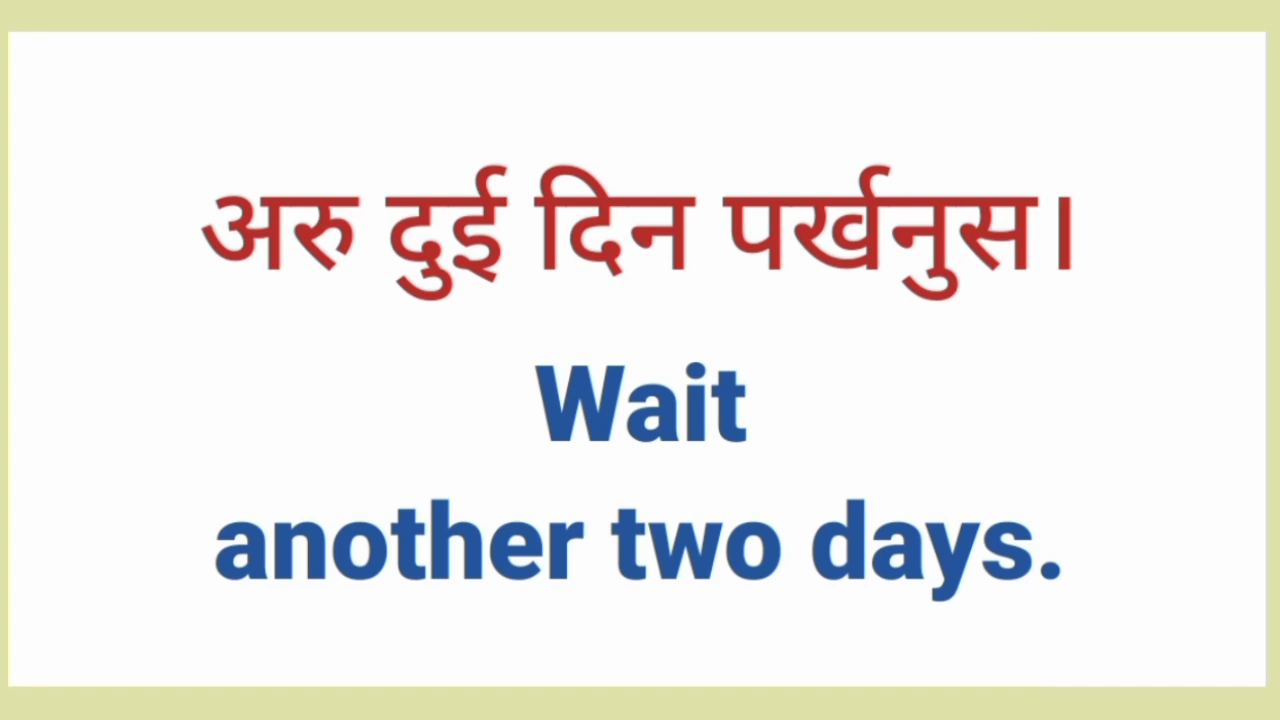 अरु दुई दिन पर्खनुस।
Wait
another two days.